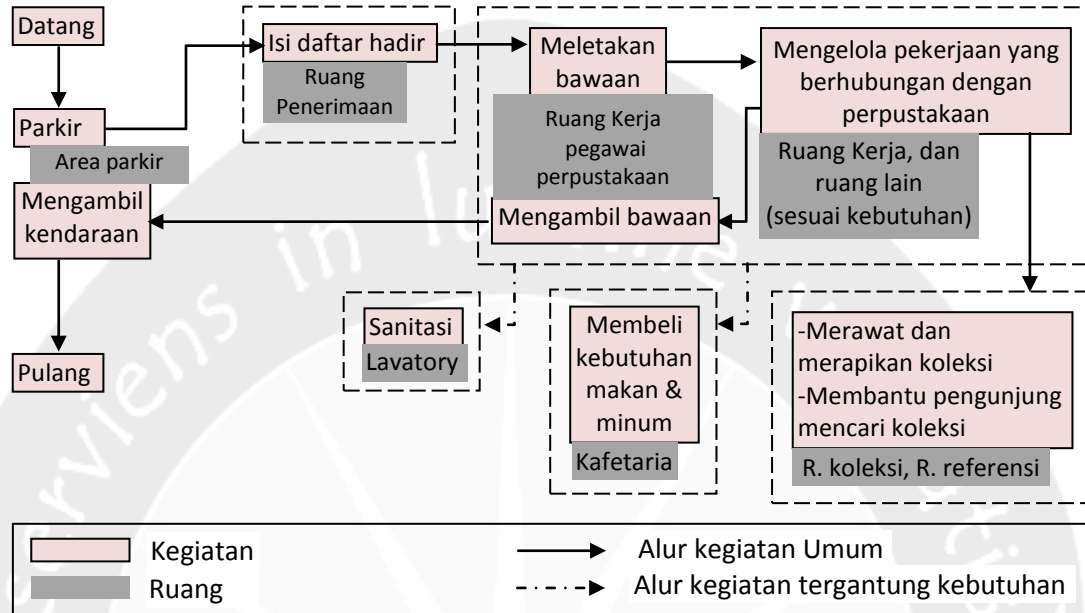 Datang
Parkir
Area parkir
Mengambil
kendaraan
Pulang
Isi daftar hadir
Ruang
Penerimaan
Meletakan
bawaan
Ruang Kerja
pegawai
perpustakaan
Mengambil bawaan
Mengelola pekerjaan yang
berhubungan dengan
perpustakaan
Ruang Kerja, dan
ruang lain
(sesuai kebutuhan)
Sanitasi
Lavatory
Membeli
kebutuhan
makan &
minum
Kafetaria
-Merawat dan
merapikan koleksi
-Membantu pengunjung
mencari koleksi
R. koleksi, R. referensi
Kegiatan
Ruang
Alur kegiatan Umum
Alur kegiatan tergantung kebutuhan
serviens in lumine